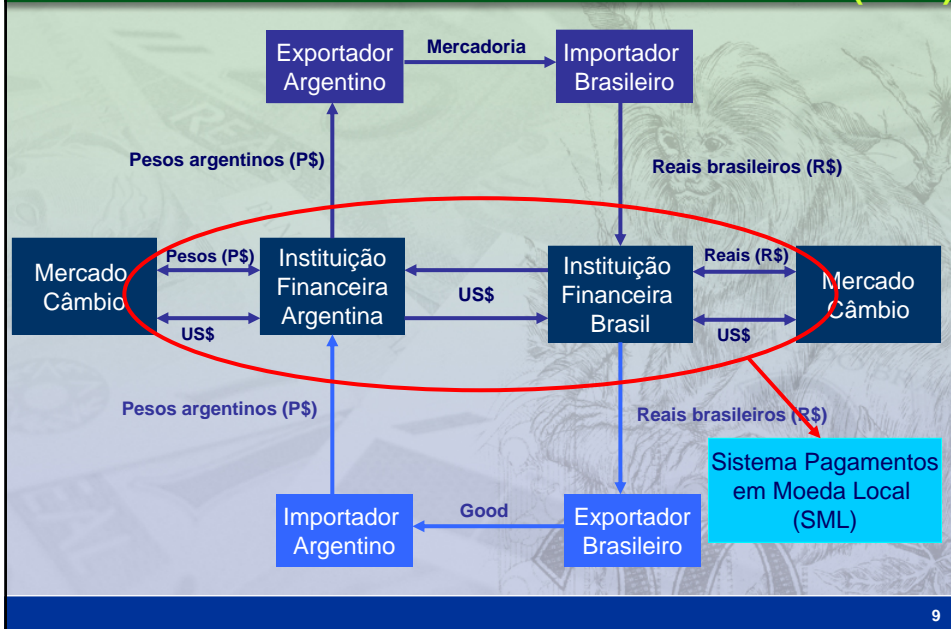 Exportador
Argentino
Mercadoria
Importador
Brasileiro
Pesos argentinos (P$)
Reais brasileiros (R$)
Mercado
Câmbio
Pesos (P$)
US$
Instituição
Financeira
Argentina
US$
Instituição
Financeira
Brasil
Reais (R$)
US$
Mercado
Câmbio
Pesos argentinos (P$)
Reais brasileiros (R$)
Sistema Pagamentos
em Moeda Local
(SML)
Importador
Argentino
Good
Exportador
Brasileiro
9